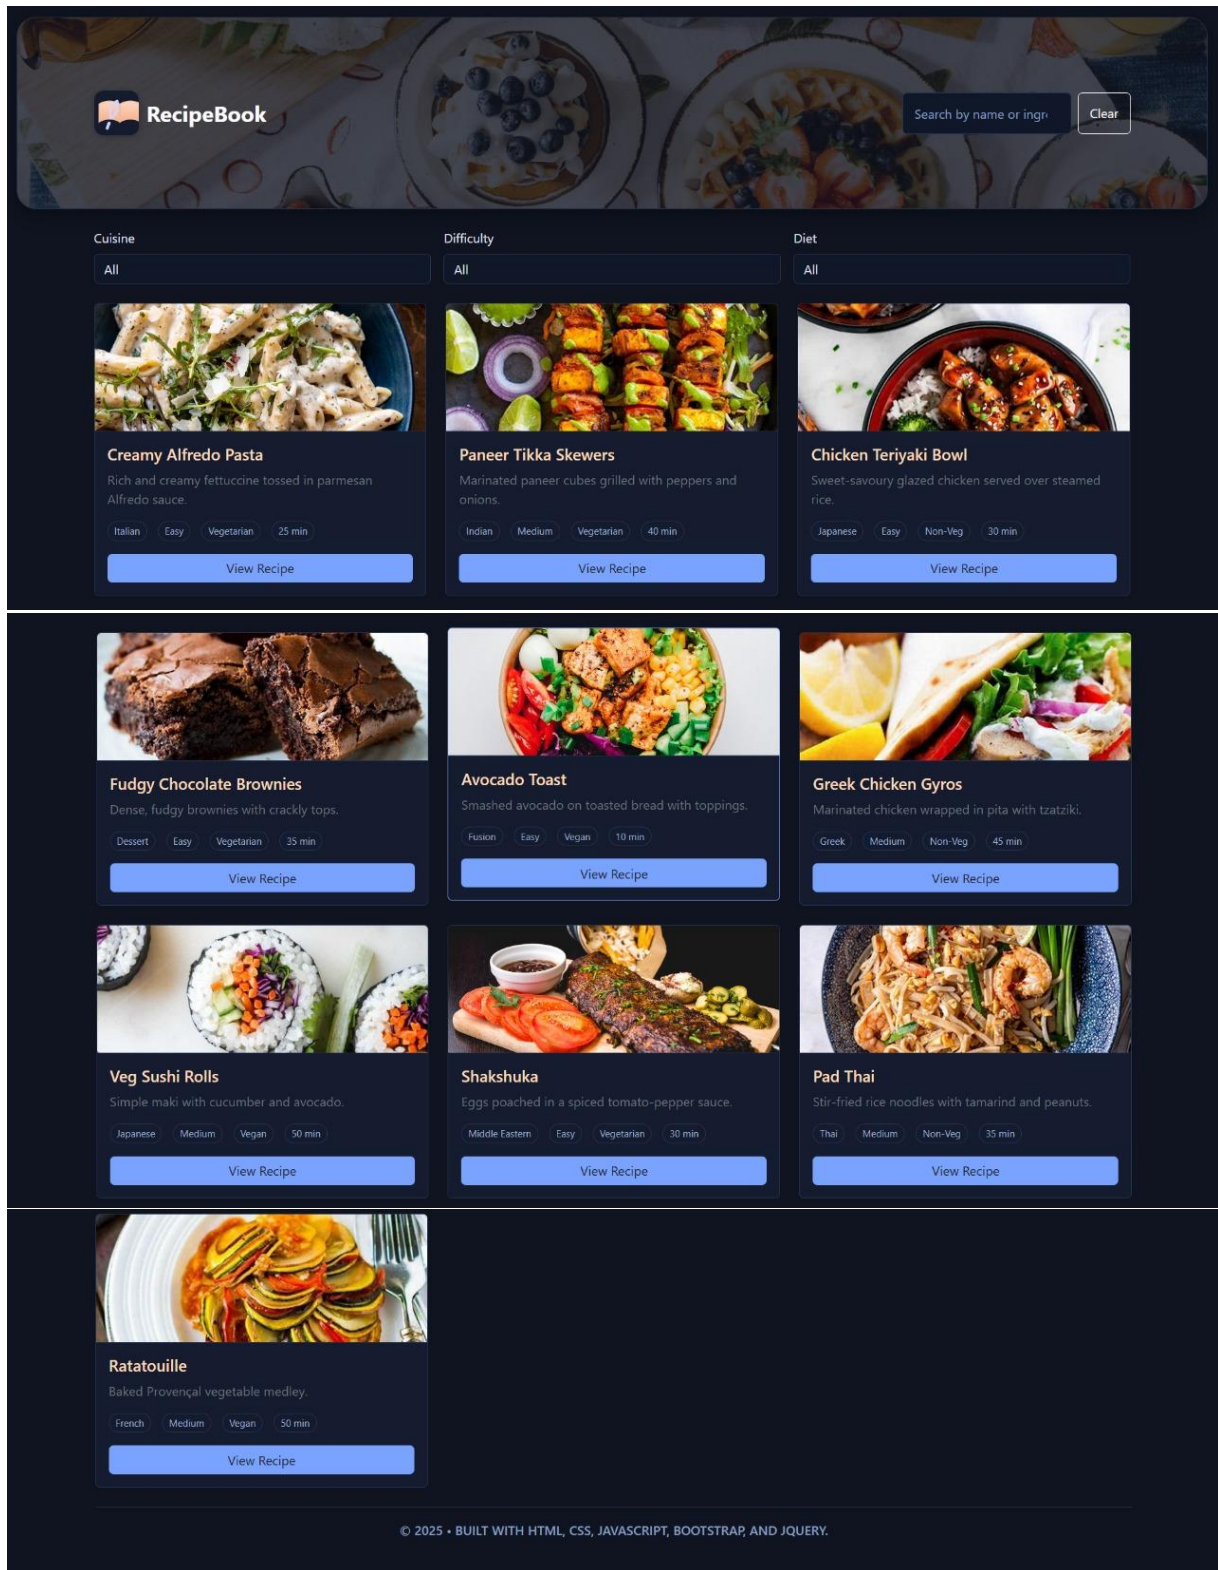 RecipeBook
Search by name or ingr
Clear
Cuisine
Difficulty
Diet
All
All
All
Creamy Alfredo Pasta
Rich and creamy fettuccine tossed in parmesan
Alfredo sauce.
Italian Easy Vegetarian 25 min
View Recipe
Paneer Tikka Skewers
Marinated paneer cubes grilled with peppers and
onions.
Indian Medium Vegetarian 40 min
View Recipe
Chicken Teriyaki Bowl
Sweet-savoury glazed chicken served over steamed
rice.
Japanese Easy Non-Veg 30 min
View Recipe
Fudgy Chocolate Brownies
Dense, fudgy brownies with crackly tops.
Dessert Easy Vegetarian 35 min
View Recipe
Avocado Toast
Smashed avocado on toasted bread with toppings.
Fusion Easy Vegan 10 min
View Recipe
Greek Chicken Gyros
Marinated chicken wrapped in pita with tzatziki.
Greek Medium Non-Veg 45 min
View Recipe
Veg Sushi Rolls
Simple maki with cucumber and avocado.
Japanese Medium Vegan 50 min
View Recipe
Shakshuka
Eggs poached in a spiced tomato-pepper sauce.
Middle Eastern Easy Vegetarian 30 min
View Recipe
Pad Thai
Stir-fried rice noodles with tamarind and peanuts.
Thai Medium Non-Veg 35 min
View Recipe
Ratatouille
Baked Provençal vegetable medley.
French Medium Vegan 50 min
View Recipe
© 2025 • BUILT WITH HTML, CSS, JAVASCRIPT, BOOTSTRAP, AND JQUERY.